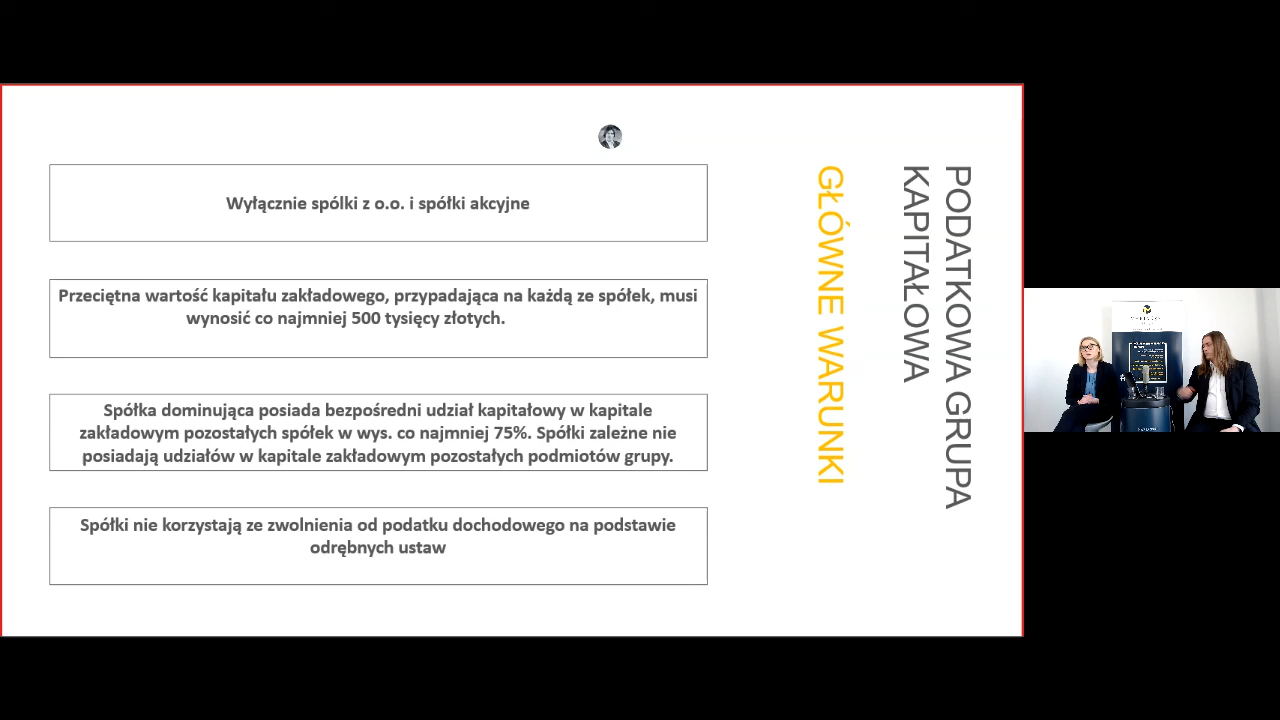 PODATKOWA GRUPA
KAPITAŁOWA
GŁÓWNE WARUNKI
Wyłącznie spólki z o.o. i spółki akcyjne
Przeciętna wartość kapitału zakładowego, przypadająca na każdą ze spółek, musi
wynosić co najmniej 500 tysięcy złotych.
Spółka dominująca posiada bezpośredni udział kapitałowy w kapitale
zakładowym pozostałych spółek w wys. co najmniej 75%. Spółki zależne nie
posiadają udziałów w kapitale zakładowym pozostałych podmiotów grupy.
Spółki nie korzystają ze zwolnienia od podatku dochodowego na podstawie
odrębnych ustaw